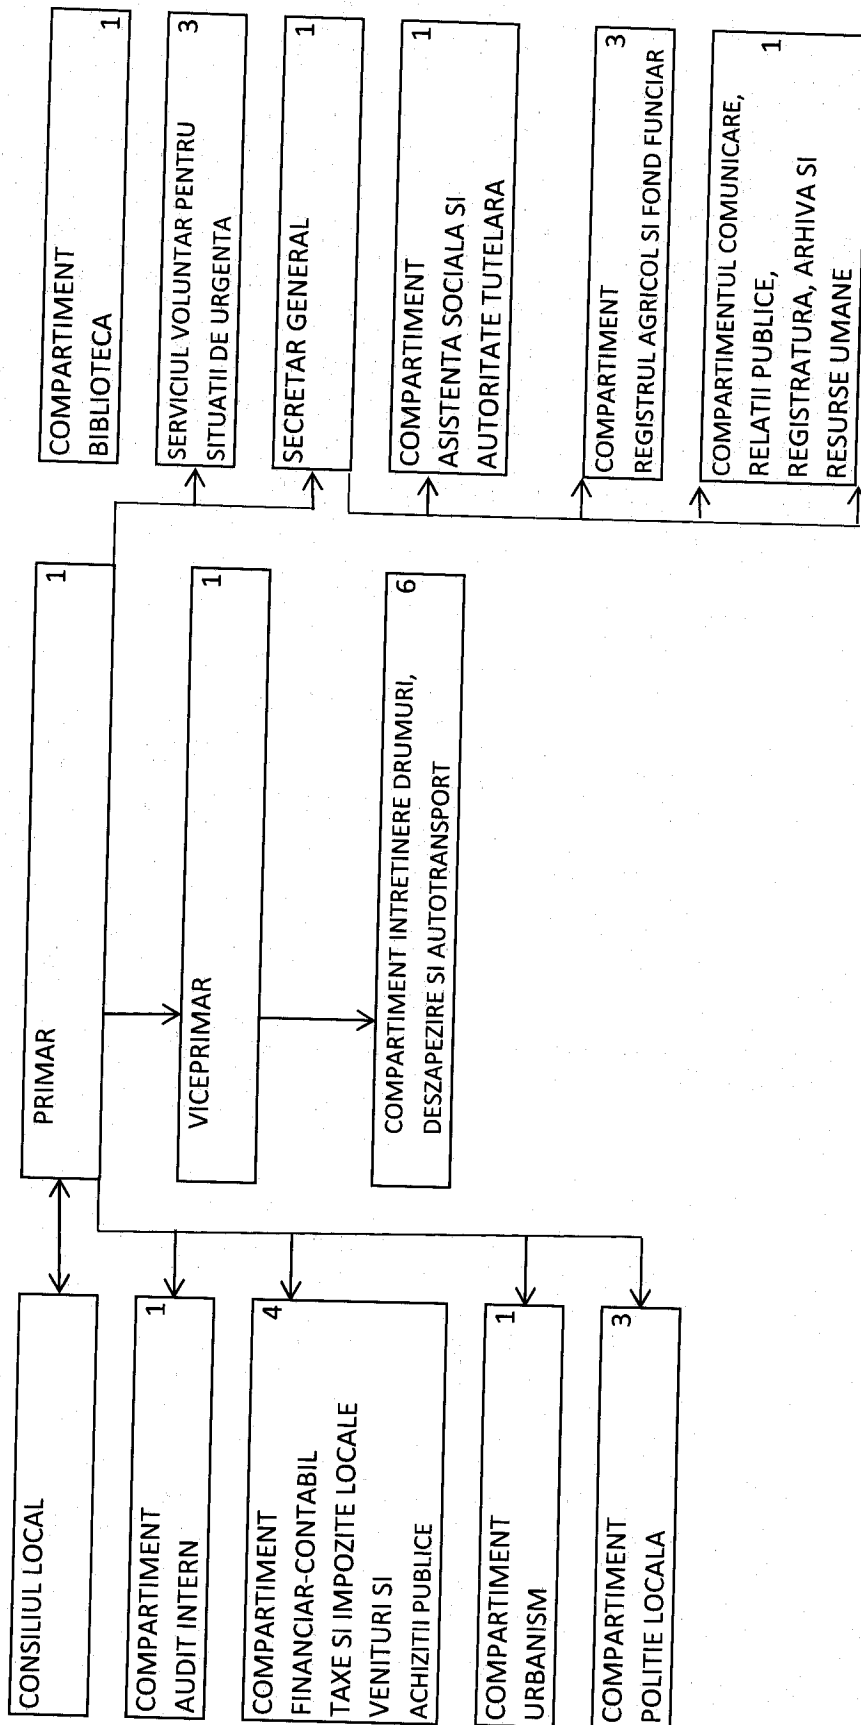 CONSILIUL LOCAL
COMPARTIMENT
AUDIT INTERN
1
COMPARTIMENT
FINANCIAR-CONTABIL
TAXE SI IMPOZITE LOCALE
VENITURI SI
ACHIZITII PUBLICE
4
COMPARTIMENT
URBANISM
1
COMPARTIMENT
POLITIE LOCALA
3
PRIMAR
1
VICEPRIMAR
1
COMPARTIMENT INTRETINERE DRUMURI,
DESZAPEZIRE SI AUTOTRANSPORT
6
COMPARTIMENT
BIBLIOTECA
1
SERVICIUL VOLUNTAR PENTRU
SITUATII DE URGENTA
3
SECRETAR GENERAL
1
COMPARTIMENT
ASISTENTA SOCIALA SI
AUTORITATE TUTELARA
1
COMPARTIMENT
REGISTRUL AGRICOL SI FOND FUNCIAR
3
COMPARTIMENTUL COMUNICARE,
RELATII PUBLICE,
REGISTRATURA, ARHIVA SI
RESURSE UMANE
1